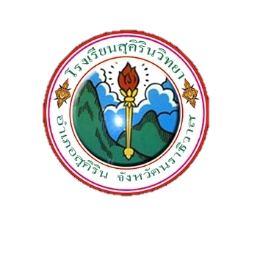 โรงเรียนสุคิรินวิทยา
อำเภอสุคิริน จังหวัดนราธิวาส